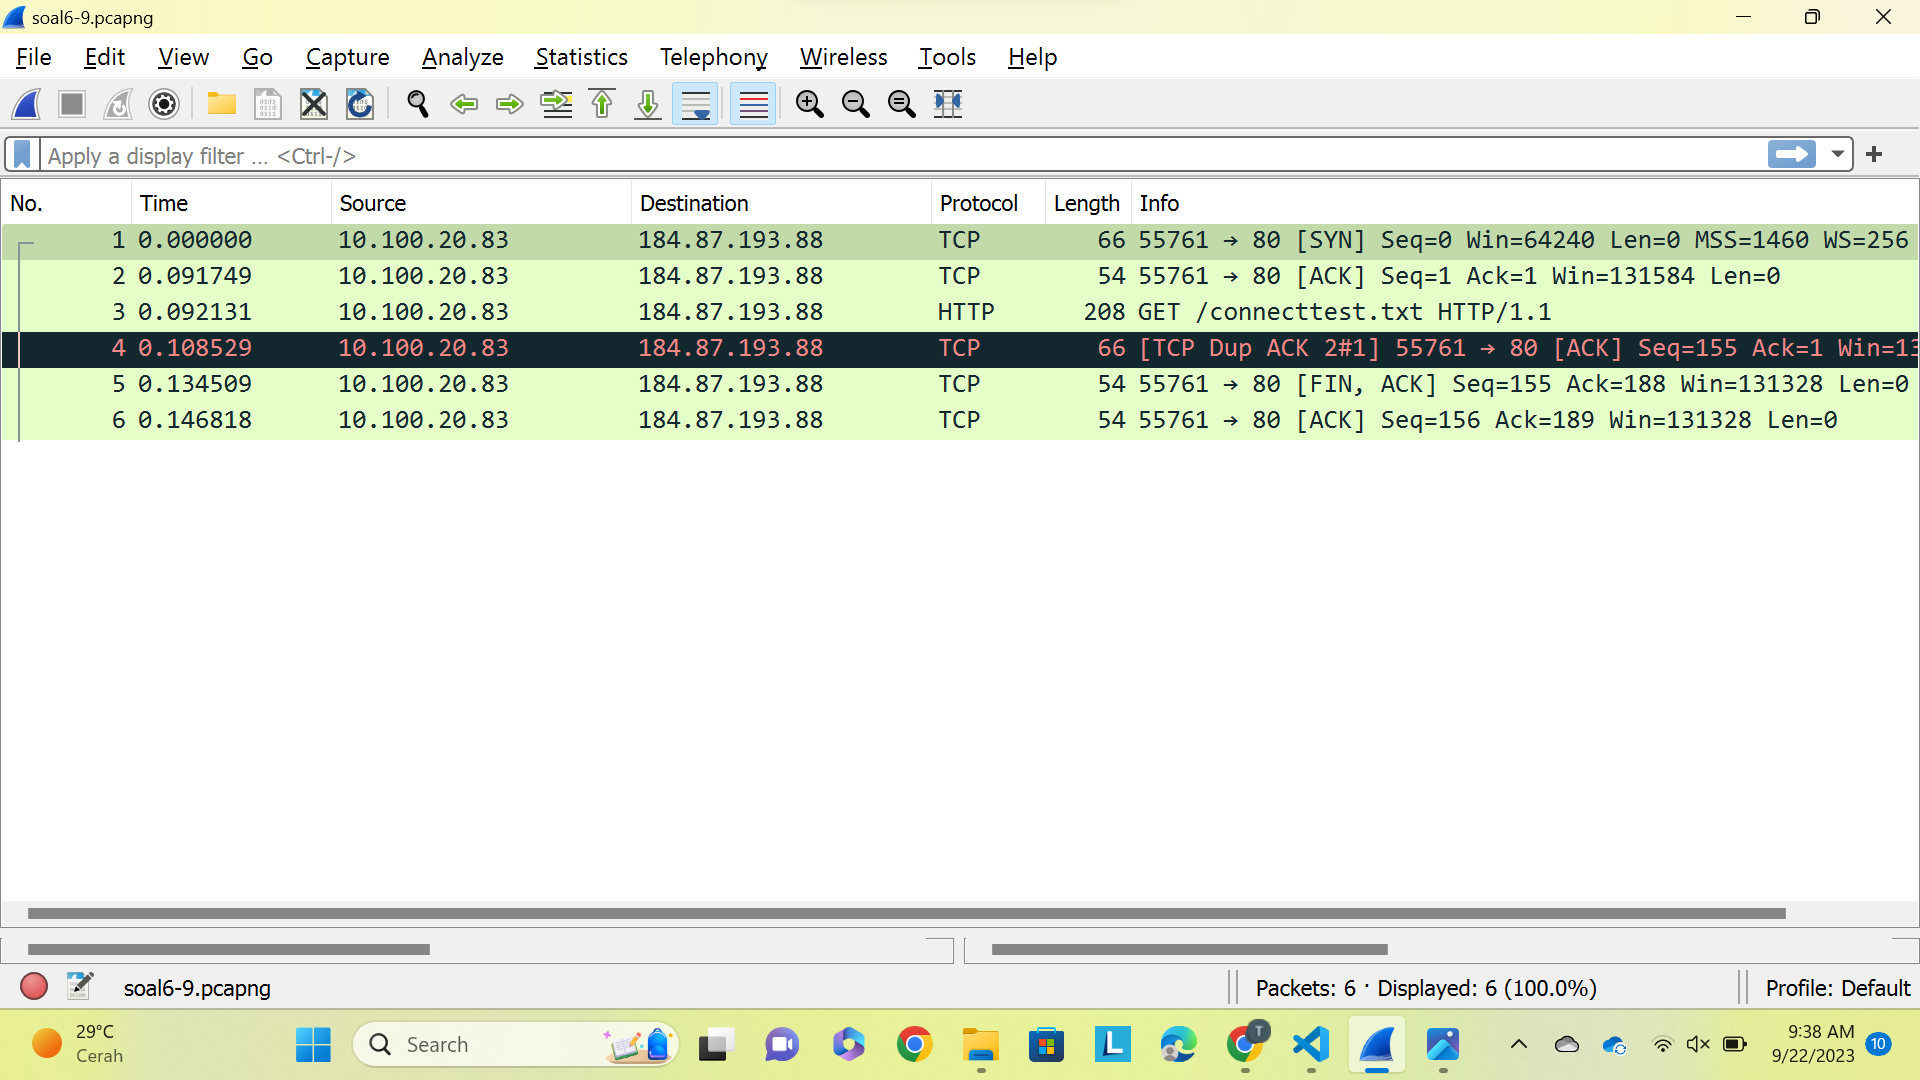 soal6-9.pcapng
File Edit View Go Capture Analyze Statistics Telephony Wireless Tools Help
Apply a display filter ... <Ctrl-/>
No. Time Source Destination Protocol Length Info
1 0.000000 10.100.20.83 184.87.193.88 TCP 66 55761 → 80 [SYN] Seq=0 Win=64240 Len=0 MSS=1460 WS=256
2 0.091749 10.100.20.83 184.87.193.88 TCP 54 55761 → 80 [ACK] Seq=1 Ack=1 Win=131584 Len=0
3 0.092131 10.100.20.83 184.87.193.88 HTTP 208 GET /connecttest.txt HTTP/1.1
4 0.108529 10.100.20.83 184.87.193.88 TCP 66 [TCP Dup ACK 2#1] 55761 → 80 [ACK] Seq=155 Ack=1 Win=13
5 0.134509 10.100.20.83 184.87.193.88 TCP 54 55761 → 80 [FIN, ACK] Seq=155 Ack=188 Win=131328 Len=0
6 0.146818 10.100.20.83 184.87.193.88 TCP 54 55761 → 80 [ACK] Seq=156 Ack=189 Win=131328 Len=0
soal6-9.pcapng Packets: 6 · Displayed: 6 (100.0%) Profile: Default
29°C
Cerah
Search
L
T
9:38 AM
9/22/2023
10